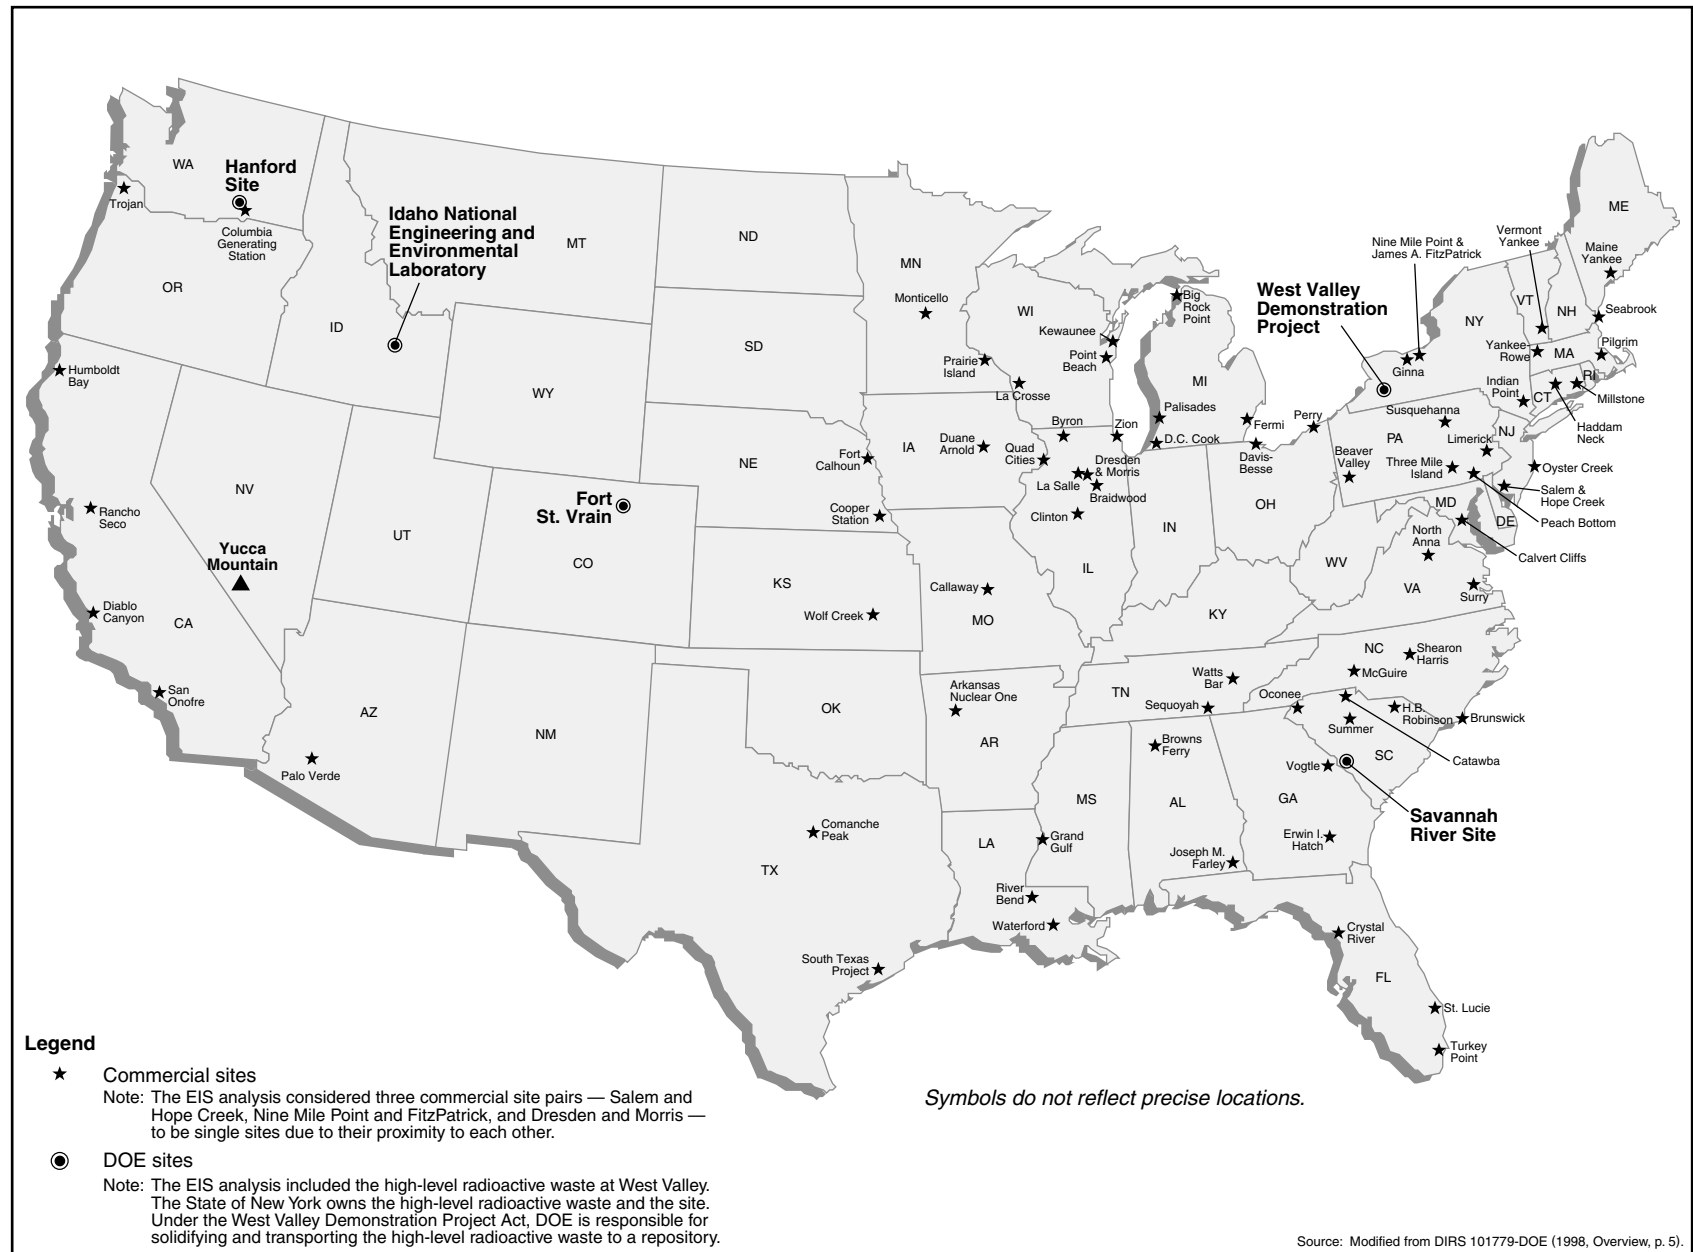 WA
Hanford
Site
Trojan
Columbia
Generating
Station
Idaho National
Engineering and
Environmental
Laboratory
MT
ND
MN
OR
ID
Monticello
WI
Kewaunee
Point
Beach
Prairie
Island
La Crosse
Big
Rock
Point
MI
West Valley
Demonstration
Project
Nine Mile Point &
James A. FitzPatrick
Vermont
Yankee
ME
Maine
Yankee
VT
NH
NY
Seabrook
Yankee-
Rowe
MA
Pilgrim
Ginna
RI
Indian
Point
CT
Millstone
Haddam
Neck
Humboldt
Bay
SD
WY
Palisades
Fermi
Perry
Susquehanna
Byron
Zion
D.C. Cook
Davis-
Besse
PA
Limerick
NJ
Beaver
Valley
Three Mile
Island
Oyster Creek
Salem &
Hope Creek
Peach Bottom
MD
DE
Calvert Cliffs
IA
Duane
Arnold
Quad
Cities
Dresden
& Morris
La Salle
Braidwood
Clinton
NE
Fort
Calhoun
Cooper
Station
OH
IN
IL
WV
North
Anna
VA
Surry
NV
UT
Fort
St. Vrain
CO
Rancho
Seco
Yucca
Mountain
KS
Wolf Creek
Callaway
MO
KY
Diablo
Canyon
CA
San
Onofre
AZ
Palo Verde
NM
OK
Arkansas
Nuclear One
AR
TN
Watts
Bar
Sequoyah
NC
Shearon
Harris
McGuire
Oconee
H.B.
Robinson
Brunswick
Summer
Catawba
SC
Browns
Ferry
Vogtle
GA
Savannah
River Site
MS
AL
Erwin I.
Hatch
Joseph M.
Farley
Comanche
Peak
TX
LA
Grand
Gulf
River
Bend
Waterford
South Texas
Project
Crystal
River
FL
St. Lucie
Turkey
Point
Legend
Commercial sites
Note: The EIS analysis considered three commercial site pairs — Salem and
Hope Creek, Nine Mile Point and FitzPatrick, and Dresden and Morris —
to be single sites due to their proximity to each other.
DOE sites
Note: The EIS analysis included the high-level radioactive waste at West Valley.
The State of New York owns the high-level radioactive waste and the site.
Under the West Valley Demonstration Project Act, DOE is responsible for
solidifying and transporting the high-level radioactive waste to a repository.
Symbols do not reflect precise locations.
Source: Modified from DIRS 101779-DOE (1998, Overview, p. 5).